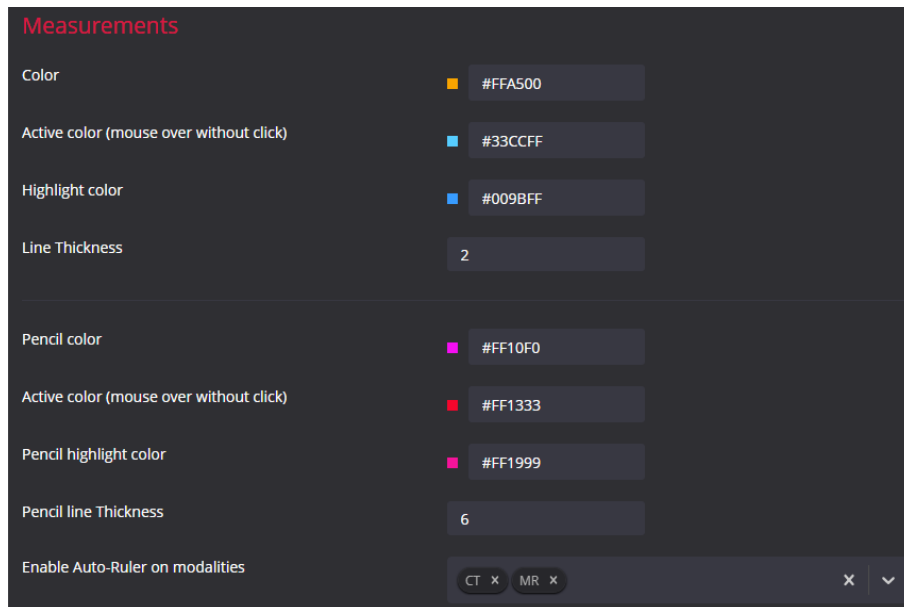 Measurements
Color
#FFA500
Active color (mouse over without click)
#33CCFF
Highlight color
#009BFF
Line Thickness
2
Pencil color
#FF10F0
Active color (mouse over without click)
#FF1333
Pencil highlight color
#FF1999
Pencil line Thickness
6
Enable Auto-Ruler on modalities
CT × MR ×